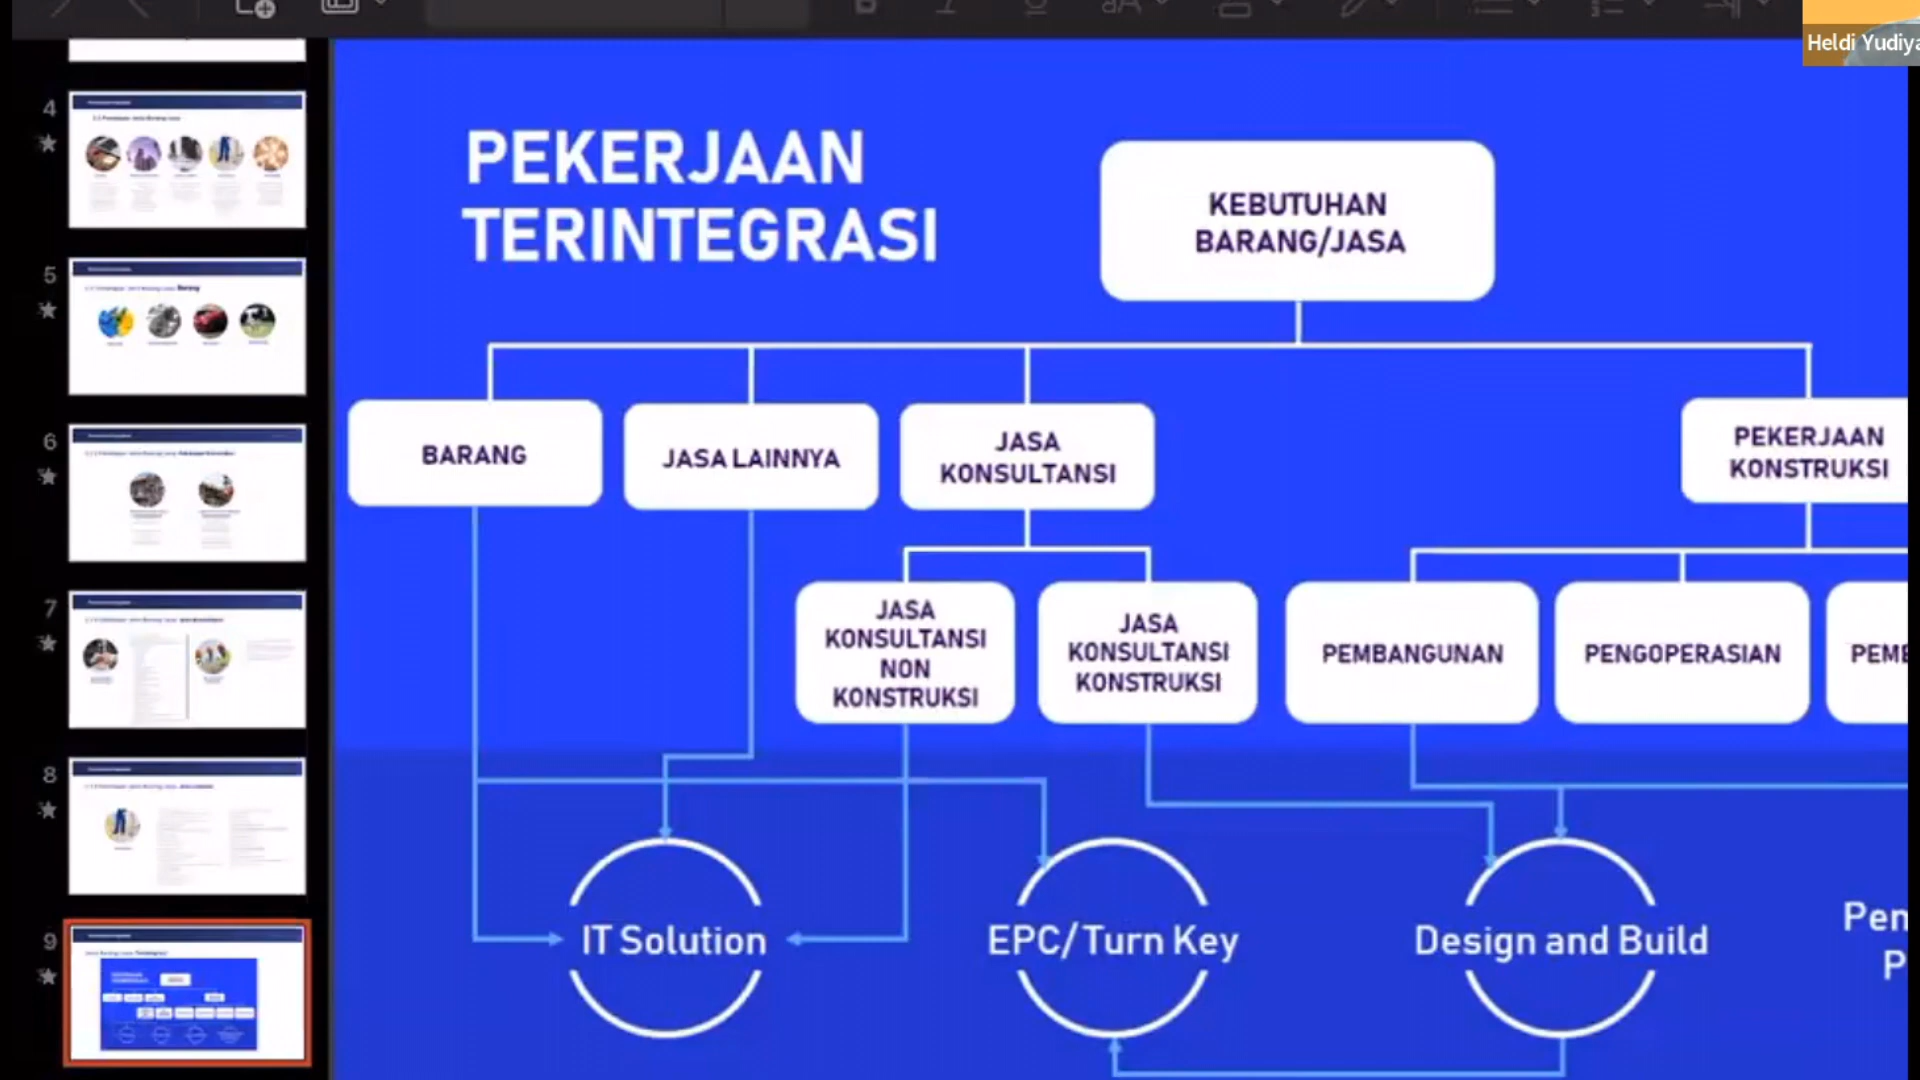 Heldi Yudiya
4
5
6
7
8
9
PEKERJAAN
TERINTEGRASI
KEBUTUHAN
BARANG/JASA
BARANG
JASA LAINNYA
JASA
KONSULTANSI
PEKERJAAN
KONSTRUKSI
JASA
KONSULTANSI
NON
KONSTRUKSI
JASA
KONSULTANSI
KONSTRUKSI
PEMBANGUNAN
PENGOPERASIAN
IT Solution
EPC/Turn Key
Design and Build